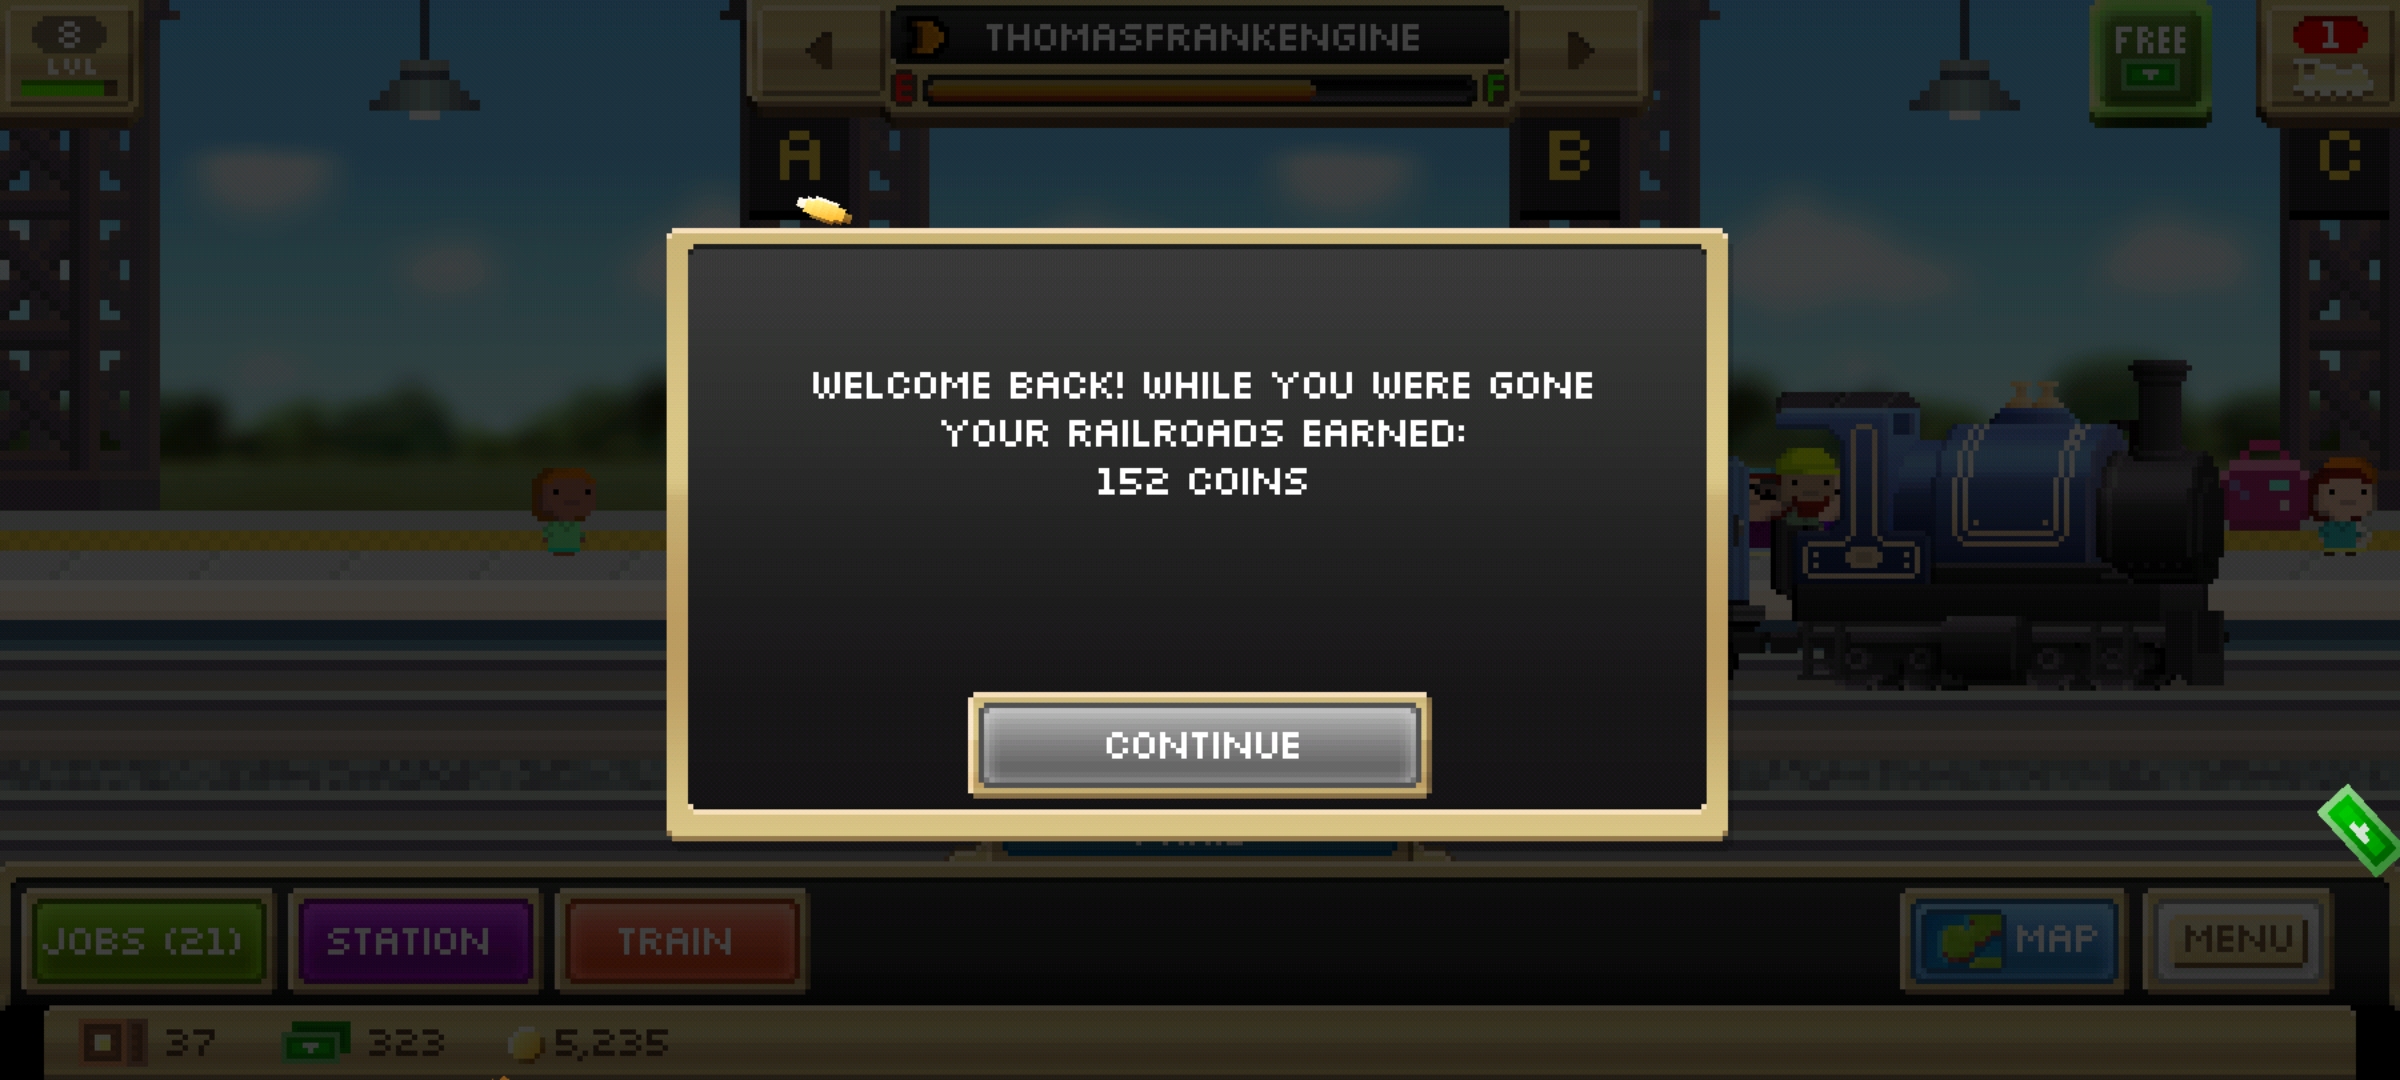 8
LVL
THOMASFRANKENGINE
E
F
FREE
1
A
B
C
WELCOME BACK! WHILE YOU WERE GONE
YOUR RAILROADS EARNED:
152 COINS
CONTINUE
JOBS (21)
STATION
TRAIN
MAP
MENU
37
323
5,235